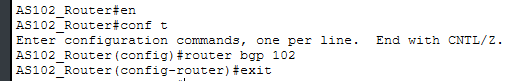 AS102_Router#en
AS102_Router#conf t
Enter configuration commands, one per line.  End with CNTL/Z.
AS102_Router(config)#router bgp 102
AS102_Router(config-router)#exit